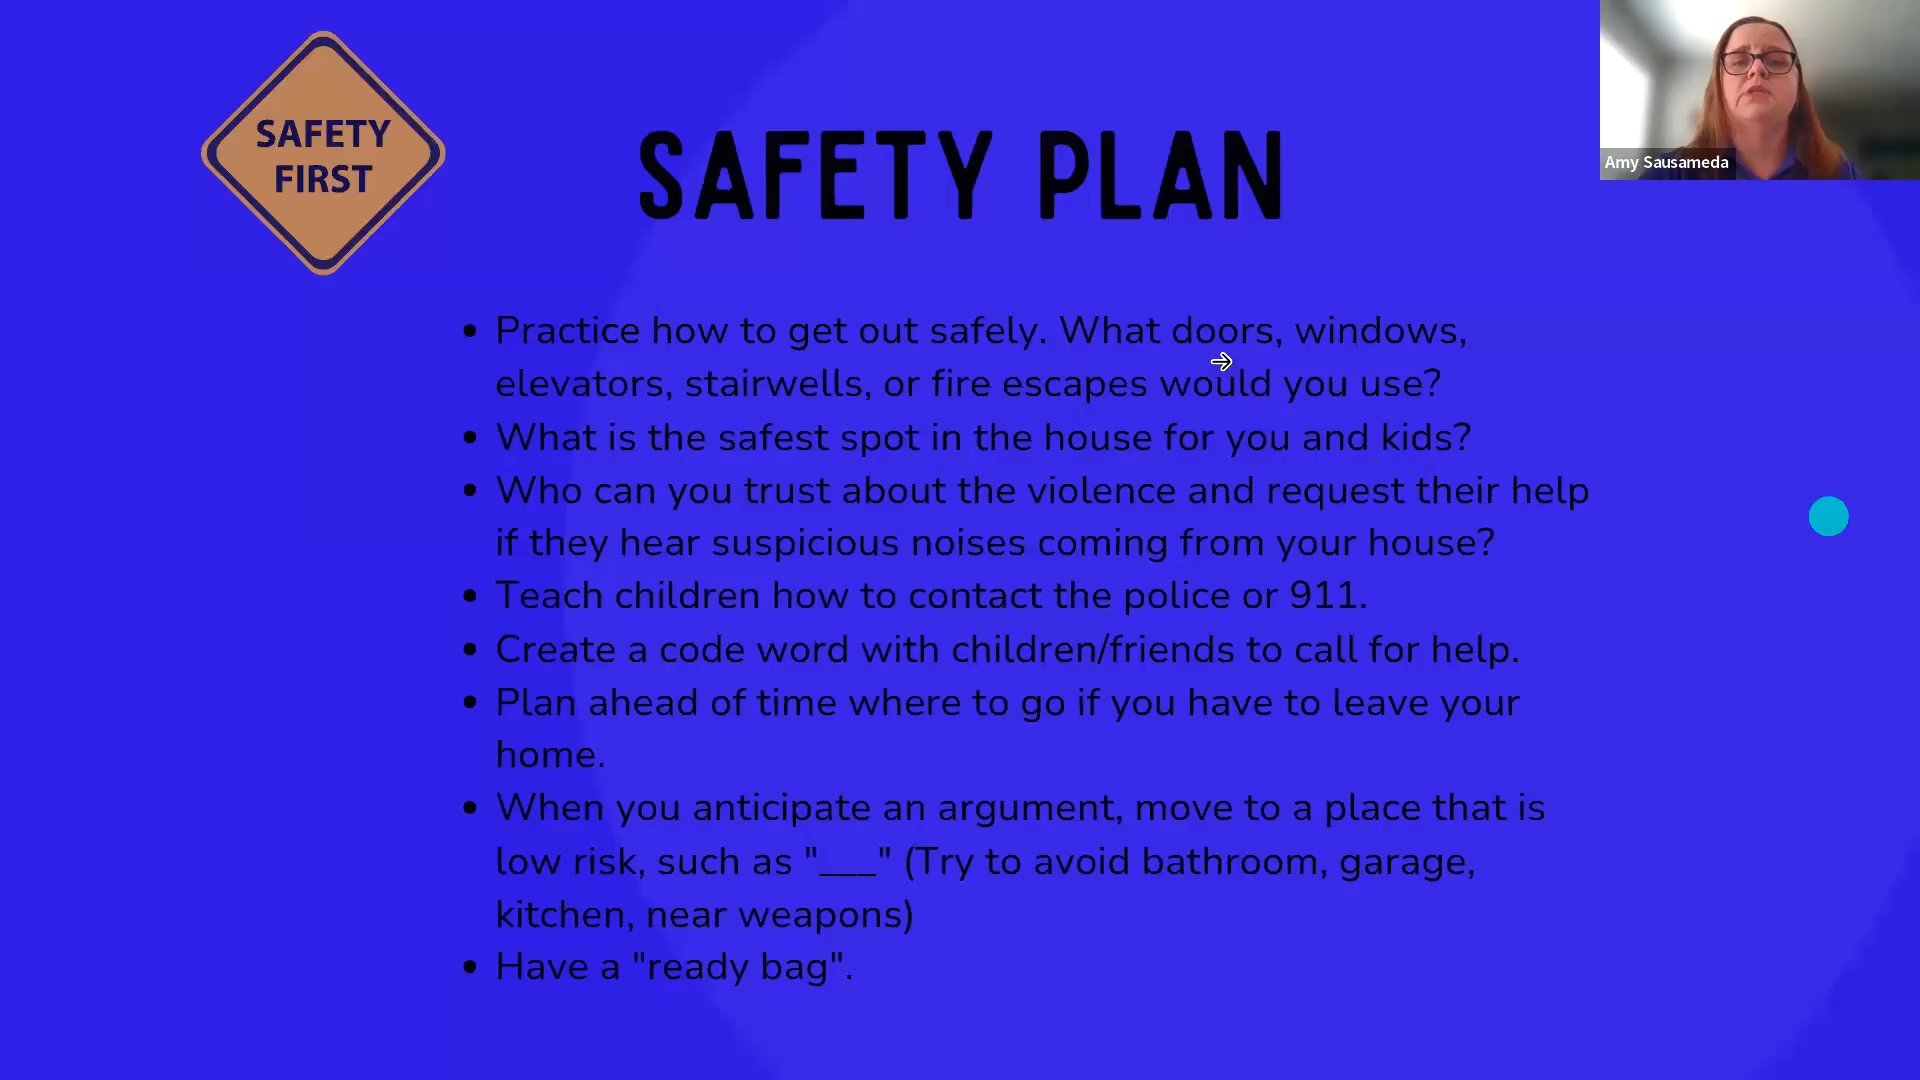 SAFETY
FIRST
SAFETY PLAN
Amy Sausameda
• Practice how to get out safely. What doors, windows,
elevators, stairwells, or fire escapes would you use?
• What is the safest spot in the house for you and kids?
• Who can you trust about the violence and request their help
if they hear suspicious noises coming from your house?
• Teach children how to contact the police or 911.
• Create a code word with children/friends to call for help.
• Plan ahead of time where to go if you have to leave your
home.
• When you anticipate an argument, move to a place that is
low risk, such as "___" (Try to avoid bathroom, garage,
kitchen, near weapons)
• Have a "ready bag".